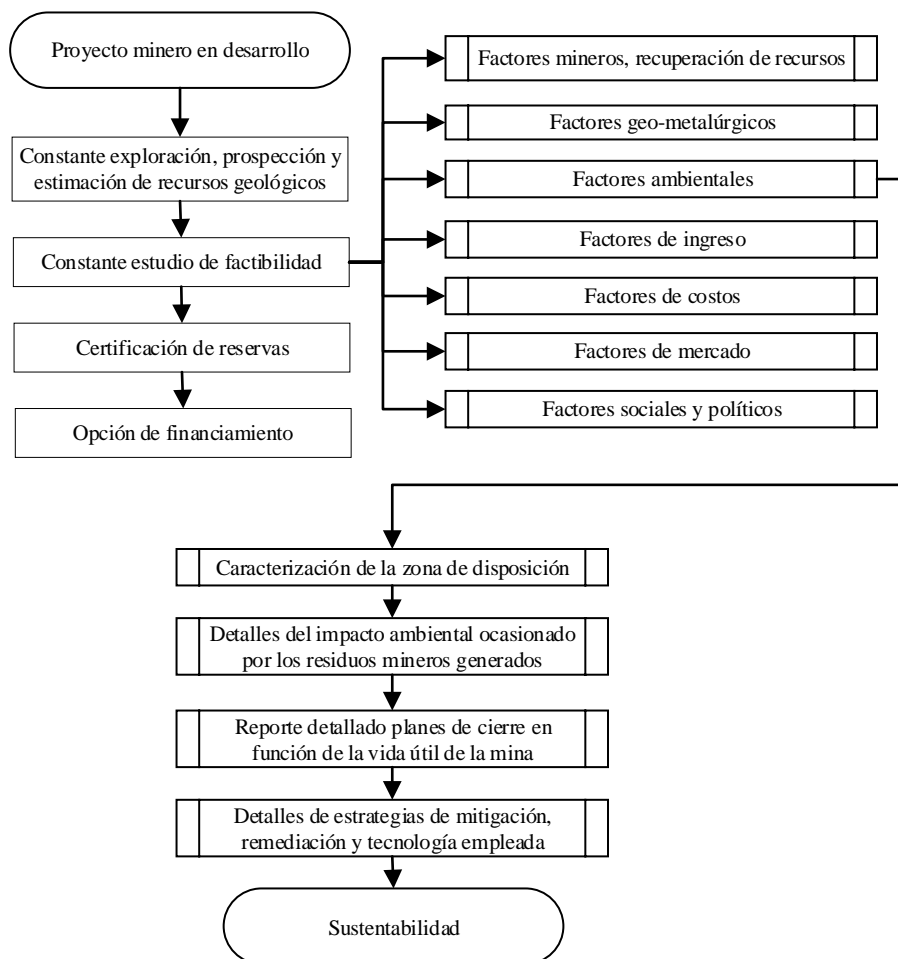 Proyecto minero en desarrollo
Constante exploración, prospección y
estimación de recursos geológicos
Constante estudio de factibilidad
Certificación de reservas
Opción de financiamiento
Factores mineros, recuperación de recursos
Factores geo-metalúrgicos
Factores ambientales
Factores de ingreso
Factores de costos
Factores de mercado
Factores sociales y políticos
Caracterización de la zona de disposición
Detalles del impacto ambiental ocasionado
por los residuos mineros generados
Reporte detallado planes de cierre en
función de la vida útil de la mina
Detalles de estrategias de mitigación,
remediación y tecnología empleada
Sustentabilidad